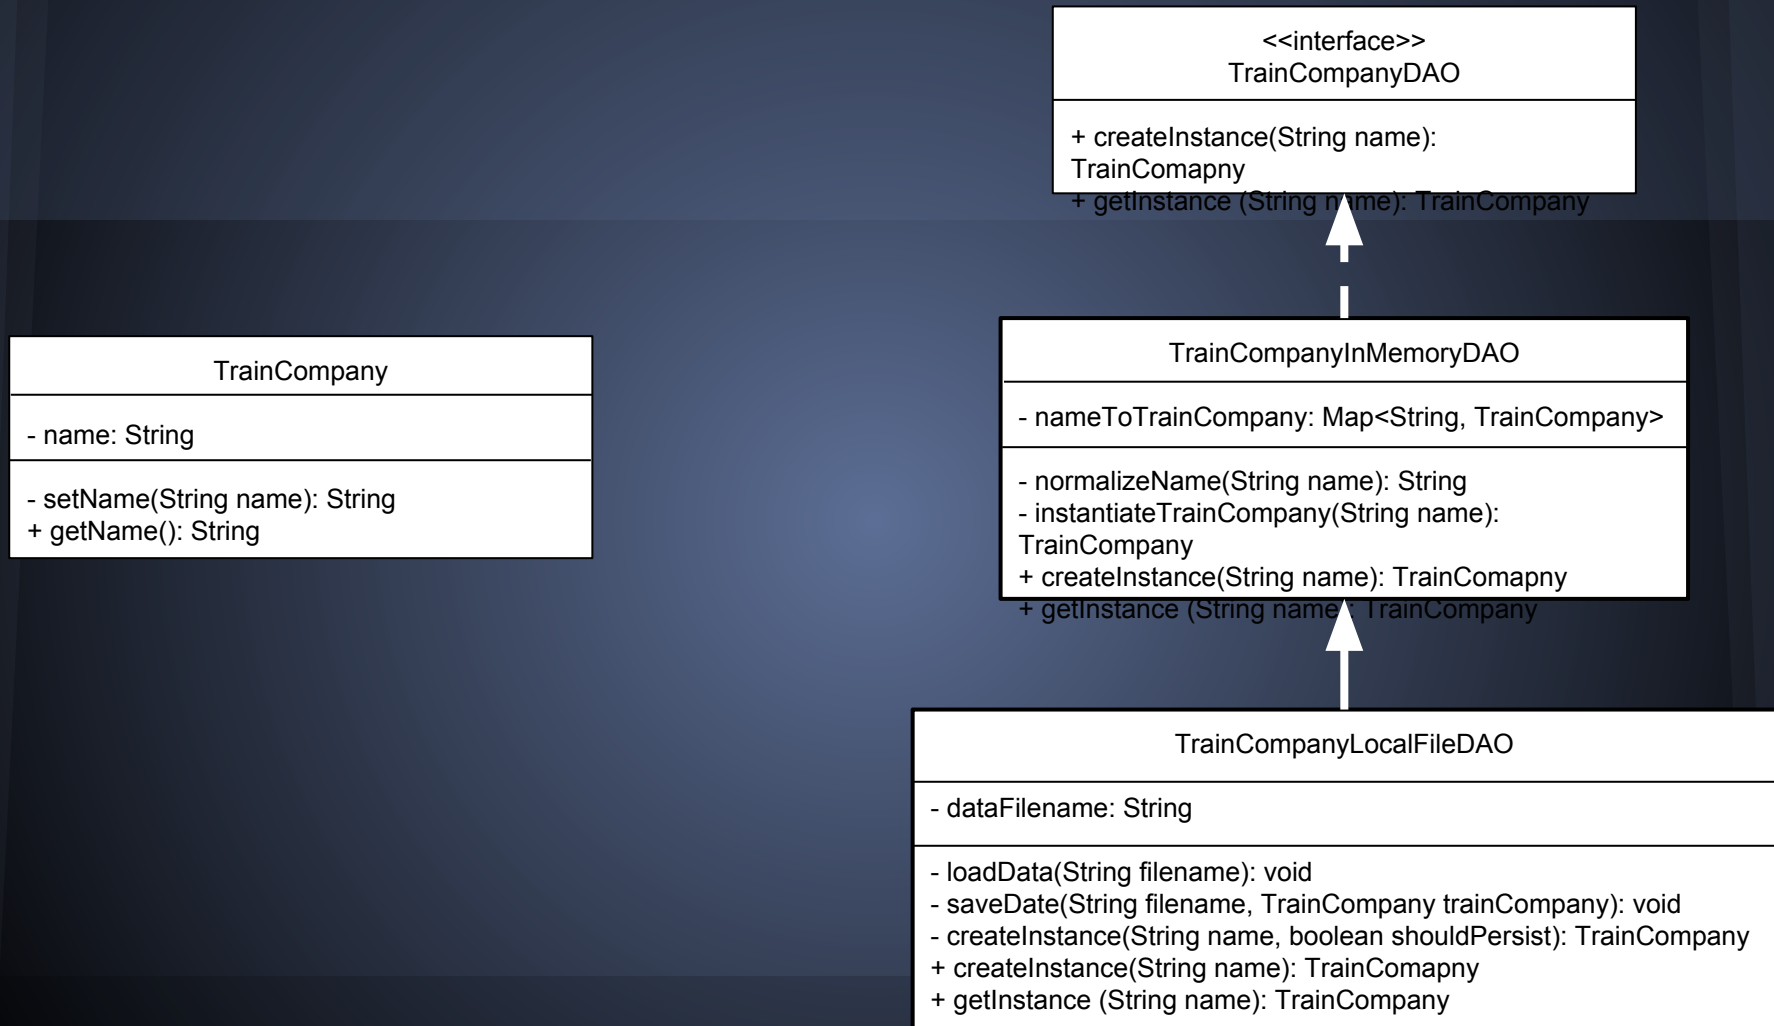 <<interface>>
TrainCompanyDAO
+ createInstance(String name):
TrainComapny
+ getInstance (String name): TrainCompany
TrainCompany
- name: String
- setName(String name): String
+ getName(): String
TrainCompanyInMemoryDAO
- nameToTrainCompany: Map<String, TrainCompany>
- normalizeName(String name): String
- instantiateTrainCompany(String name):
TrainCompany
+ createInstance(String name): TrainComapny
+ getInstance (String name): TrainCompany
TrainCompanyLocalFileDAO
- dataFilename: String
- loadData(String filename): void
- saveDate(String filename, TrainCompany trainCompany): void
- createInstance(String name, boolean shouldPersist): TrainCompany
+ createInstance(String name): TrainComapny
+ getInstance (String name): TrainCompany